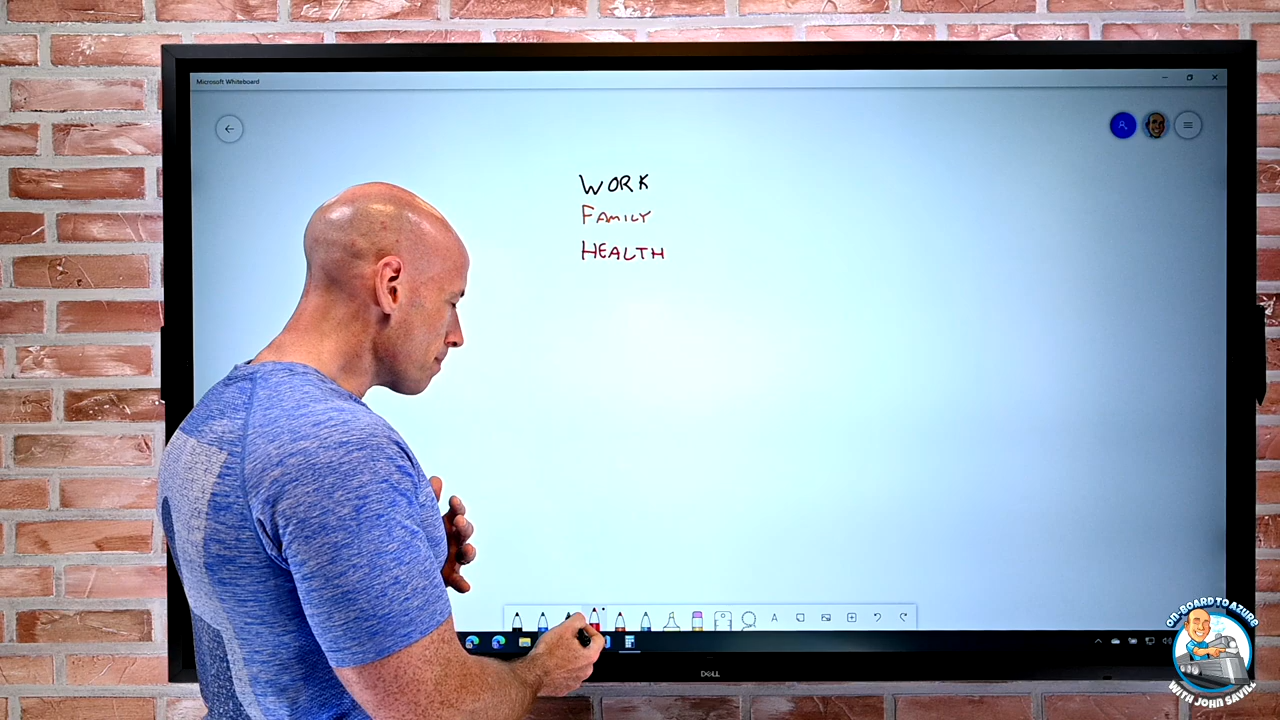 Microsoft Whiteboard
WORK
FAMILY
HEALTH
DELL
ON-BOARD TO AZURE
WITH JOHN SAVILL